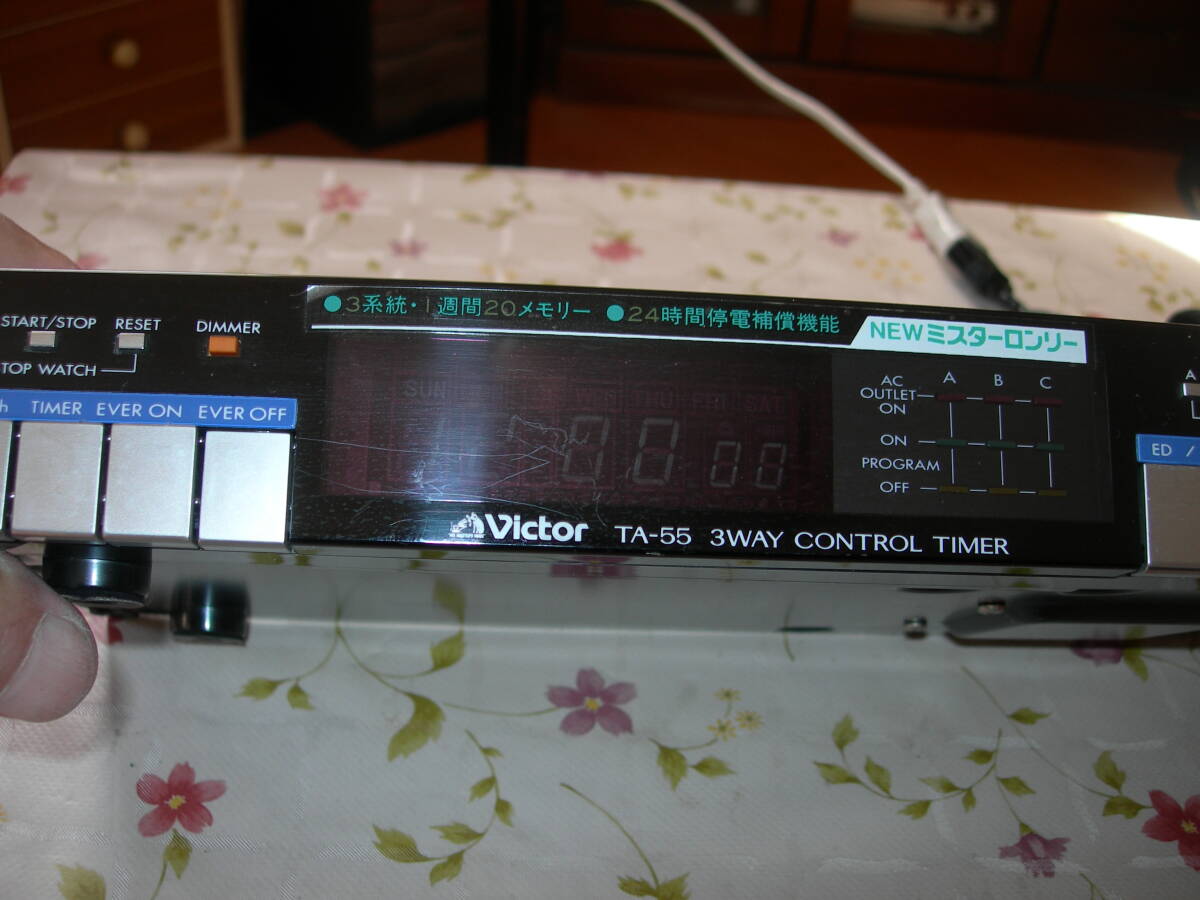 ●3系統・1週間20メモリー ●24時間停電補償機能
NEWミスターロンリー
START/STOP RESET DIMMER
TOP WATCH
h TIMER EVER ON EVER OFF
SUN
FRI SAT
AC OUTLET ON A B C
ON
PROGRAM
OFF
A
ED /
Victor TA-55 3WAY CONTROL TIMER